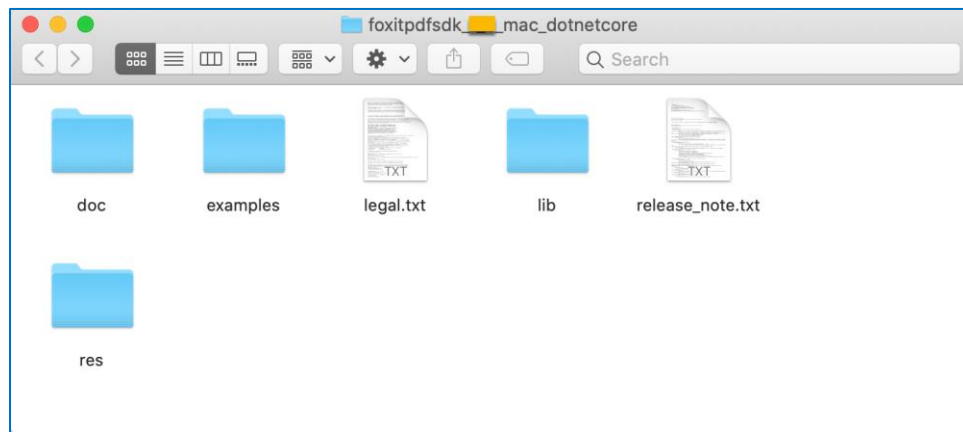 foxitpdfsdk_ _mac_dotnetcore
Search
TXT
TXT
doc
examples
legal.txt
lib
release_note.txt
res